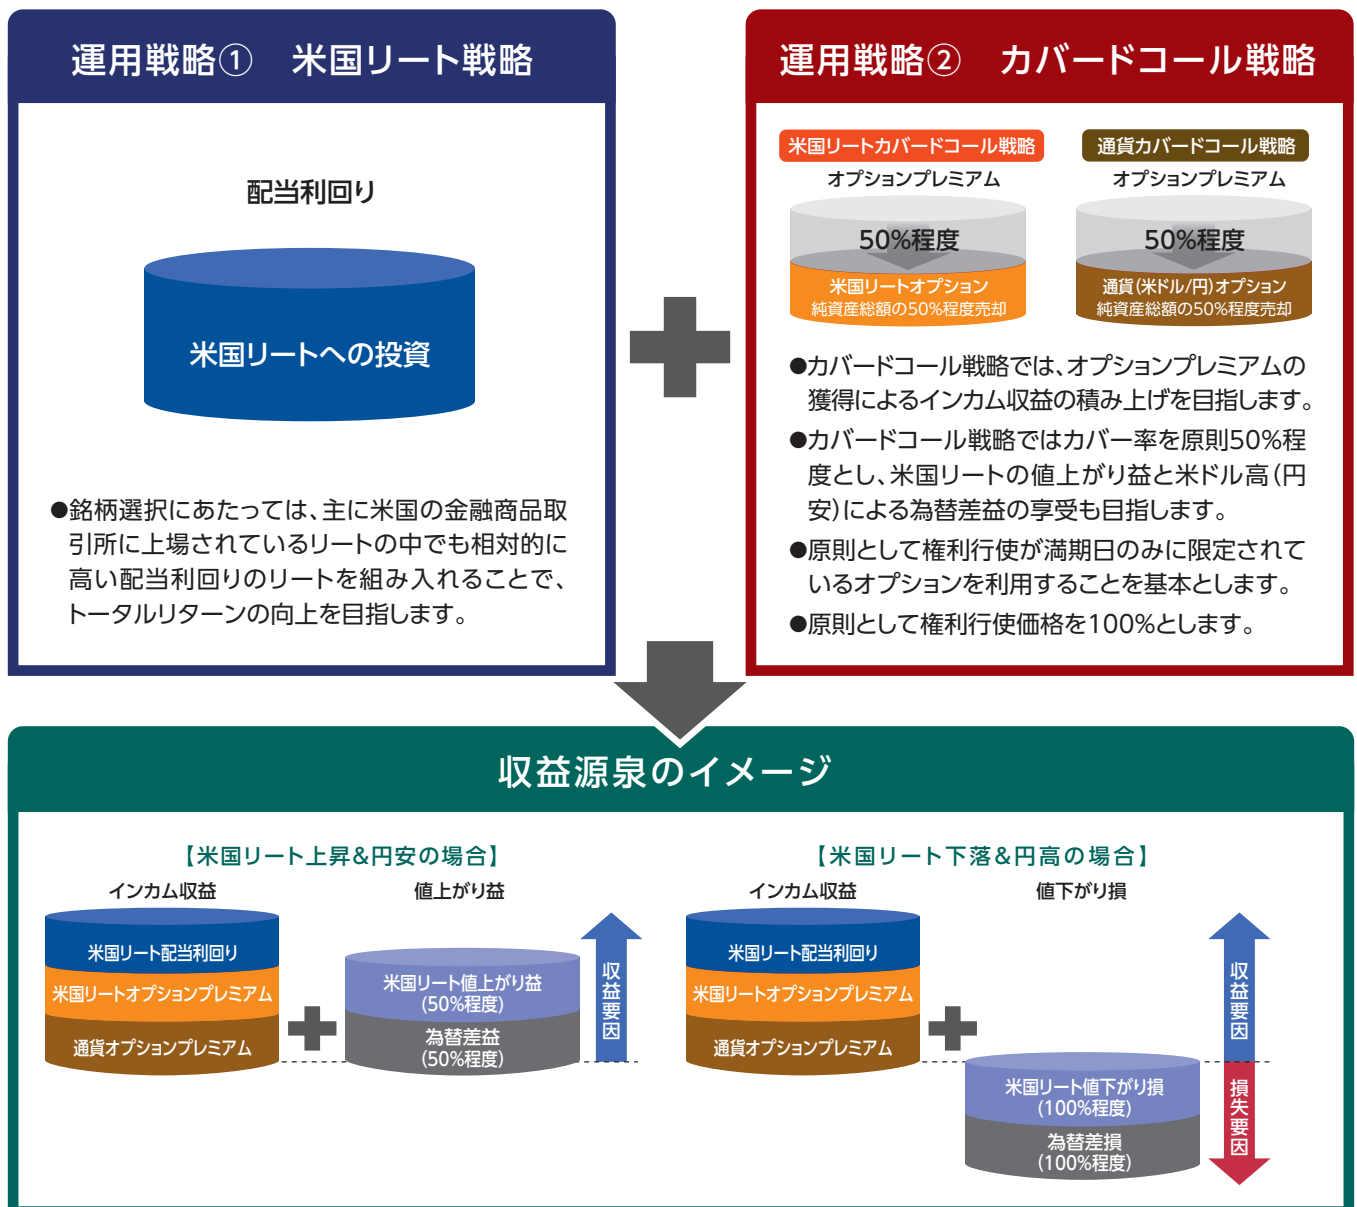 運用戦略①　米国リート戦略
配当利回り
米国リートへの投資
●銘柄選択にあたっては、主に米国の金融商品取
引所に上場されているリートの中でも相対的に
高い配当利回りのリートを組み入れることで、
トータルリターンの向上を目指します。
運用戦略②　カバードコール戦略
米国リートカバードコール戦略
オプションプレミアム
50%程度
米国リートオプション
純資産総額の50%程度売却
通貨カバードコール戦略
オプションプレミアム
50%程度
通貨(米ドル/円)オプション
純資産総額の50%程度売却
●カバードコール戦略では、オプションプレミアムの
獲得によるインカム収益の積み上げを目指します。
●カバードコール戦略ではカバー率を原則50%程
度とし、米国リートの値上がり益と米ドル高(円
安)による為替差益の享受も目指します。
●原則として権利行使が満期日のみに限定されて
いるオプションを利用することを基本とします。
●原則として権利行使価格を100%とします。
収益源泉のイメージ
【米国リート上昇&円安の場合】
インカム収益
米国リート配当利回り
米国リートオプションプレミアム
通貨オプションプレミアム
値上がり益
米国リート値上がり益
(50%程度)
為替差益
(50%程度)
収益要因
【米国リート下落&円高の場合】
インカム収益
米国リート配当利回り
米国リートオプションプレミアム
通貨オプションプレミアム
値下がり損
米国リート値下がり損
(100%程度)
為替差損
(100%程度)
収益要因
損失要因